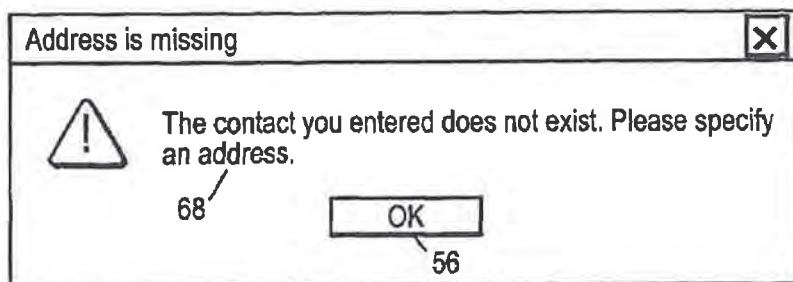 Address is missing
The contact you entered does not exist. Please specify
an address.
68
OK
56